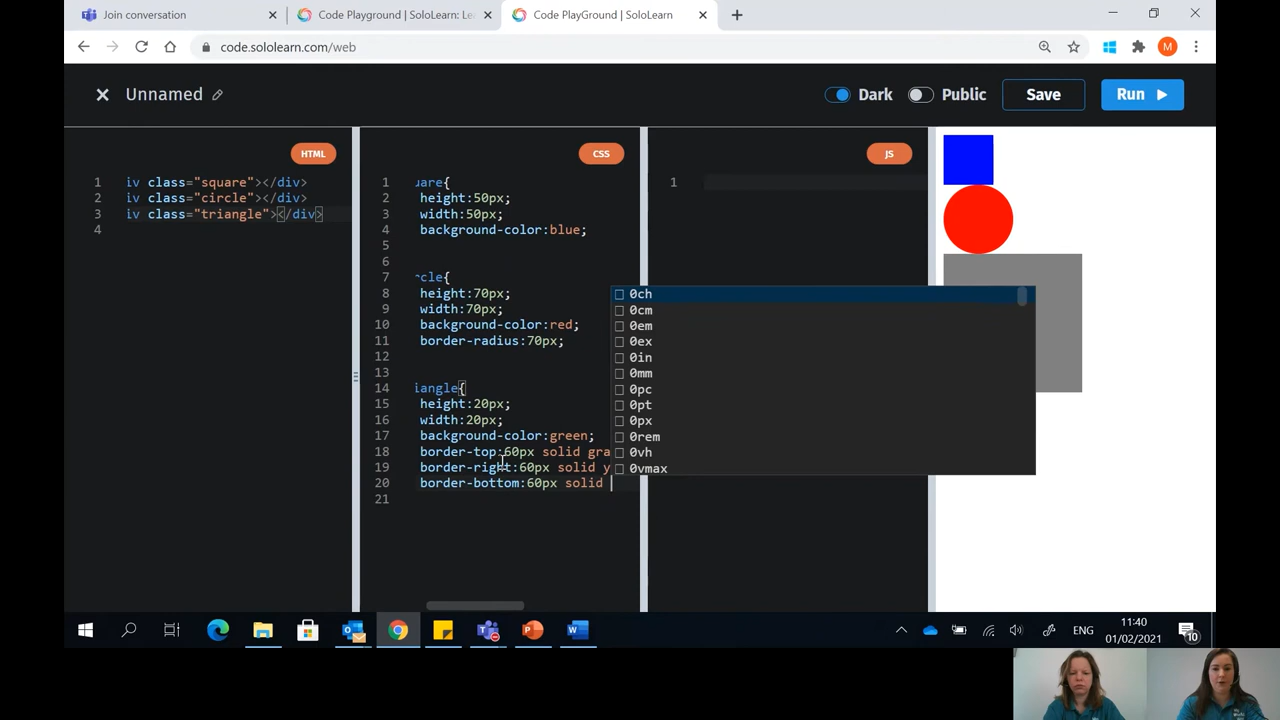 Join conversation
Code Playground | SoloLearn: Le
Code PlayGround | SoloLearn
code.sololearn.com/web
M
Unnamed
Dark
Public
Save
Run
HTML
1 iv class="square"></div>
2 iv class="circle"></div>
3 iv class="triangle"></div>
4
CSS
1 uare{
2 height:50px;
3 width:50px;
4 background-color:blue;
5
6
7 rcle{
8 height:70px;
9 width:70px;
10 background-color:red;
11 border-radius:70px;
12
13
14 iangle{
15 height:20px;
16 width:20px;
17 background-color:green;
18 border-top:60px solid gra
19 border-right:60px solid y
20 border-bottom:60px solid
21
JS
1
0ch
0cm
0em
0ex
0in
0mm
0pc
0pt
0px
0rem
0vh
0vmax
ENG
11:40
01/02/2021
10